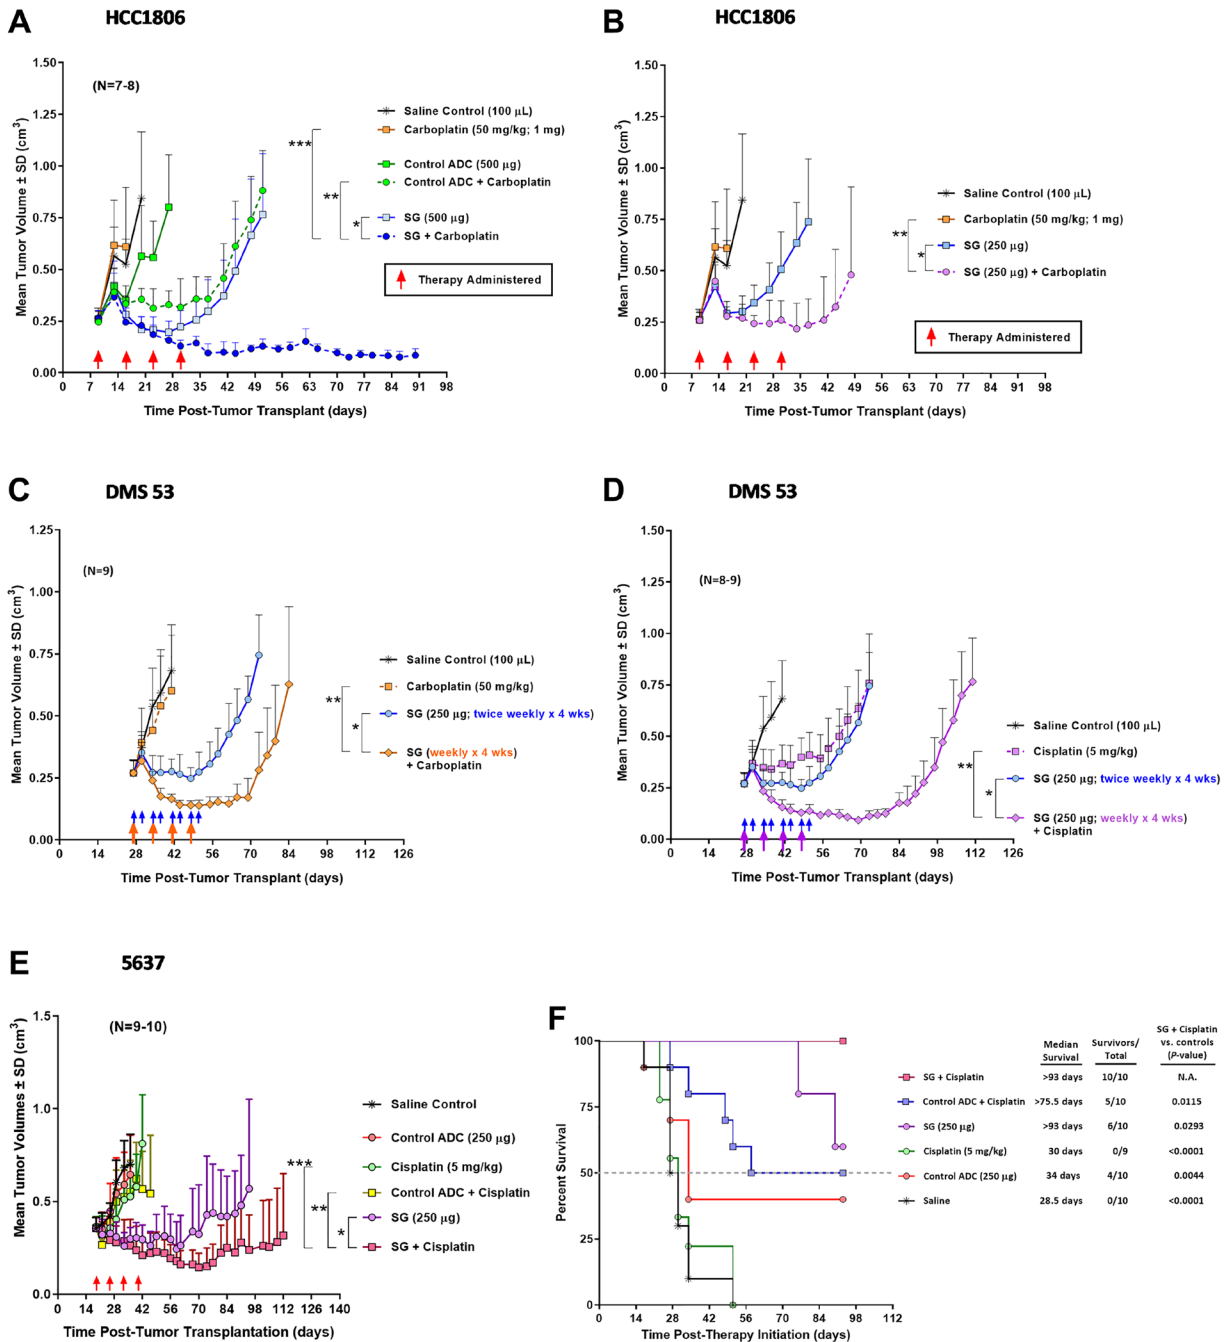 A
HCC1806
Mean Tumor Volume ± SD (cm³)
1.50
1.25
1.00
0.75
0.50
0.25
0.00
(N=7-8)
Saline Control (100 µL)
Carboplatin (50 mg/kg; 1 mg)
Control ADC (500 µg)
Control ADC + Carboplatin
SG (500 µg)
SG + Carboplatin
***
**
*
Therapy Administered
0 7 14 21 28 35 42 49 56 63 70 77 84 91 98
Time Post-Tumor Transplant (days)
B
HCC1806
Mean Tumor Volume ± SD (cm³)
1.50
1.25
1.00
0.75
0.50
0.25
0.00
Saline Control (100 µL)
Carboplatin (50 mg/kg; 1 mg)
SG (250 µg)
SG (250 µg) + Carboplatin
**
*
Therapy Administered
0 7 14 21 28 35 42 49 56 63 70 77 84 91 98
Time Post-Tumor Transplant (days)
C
DMS 53
Mean Tumor Volume ± SD (cm³)
1.25
1.00
0.75
0.50
0.25
0.00
(N=9)
Saline Control (100 µL)
Carboplatin (50 mg/kg)
SG (250 µg; twice weekly x 4 wks)
SG (weekly x 4 wks)
+ Carboplatin
**
*
0 14 28 42 56 70 84 98 112 126
Time Post-Tumor Transplant (days)
D
DMS 53
Mean Tumor Volume ± SD (cm³)
1.50
1.25
1.00
0.75
0.50
0.25
0.00
(N=8-9)
Saline Control (100 µL)
Cisplatin (5 mg/kg)
SG (250 µg; twice weekly x 4 wks)
SG (250 µg; weekly x 4 wks)
+ Cisplatin
**
*
0 14 28 42 56 70 84 98 112 126
Time Post-Tumor Transplant (days)
E
5637
Mean Tumor Volumes ± SD (cm³)
1.5
1.0
0.5
0.0
(N=9-10)
Saline Control
Control ADC (250 µg)
Cisplatin (5 mg/kg)
Control ADC + Cisplatin
SG (250 µg)
SG + Cisplatin
***
**
*
0 14 28 42 56 70 84 98 112 126 140
Time Post-Tumor Transplantation (days)
F
Percent Survival
100
75
50
25
0
0 14 28 42 56 70 84 98 112
Time Post-Therapy Initiation (days)
Median Survival Survivors/ Total SG + Cisplatin vs. controls (P-value)
SG + Cisplatin >93 days 10/10 N.A.
Control ADC + Cisplatin >75.5 days 5/10 0.0115
SG (250 µg) >93 days 6/10 0.0293
Cisplatin (5 mg/kg) 30 days 0/9 <0.0001
Control ADC (250 µg) 34 days 4/10 0.0044
Saline 28.5 days 0/10 <0.0001